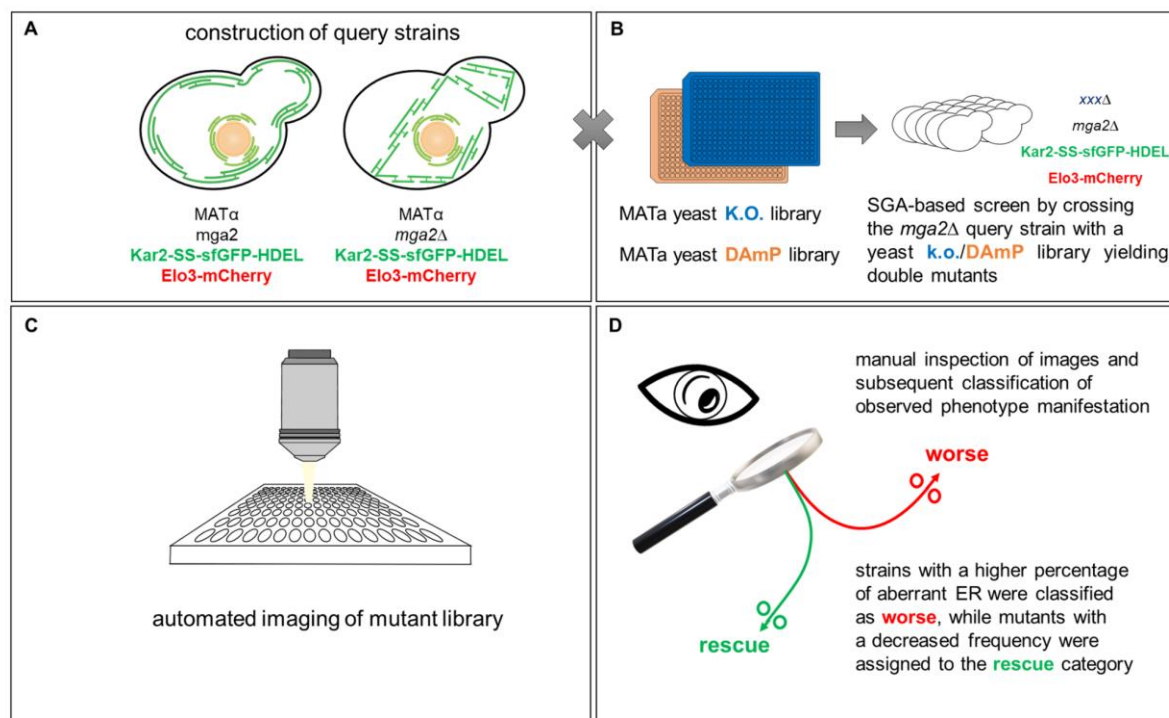 A
construction of query strains
MATα
mga2
Kar2-SS-sfGFP-HDEL
Elo3-mCherry
MATα
mga2Δ
Kar2-SS-sfGFP-HDEL
Elo3-mCherry
B
MATa yeast K.O. library
MATa yeast DAmP library
xxxΔ
mga2Δ
Kar2-SS-sfGFP-HDEL
Elo3-mCherry
SGA-based screen by crossing
the mga2Δ query strain with a
yeast k.o./DAmP library yielding
double mutants
C
automated imaging of mutant library
D
manual inspection of images and
subsequent classification of
observed phenotype manifestation
worse
%
%
rescue
strains with a higher percentage
of aberrant ER were classified
as worse, while mutants with
a decreased frequency were
assigned to the rescue category